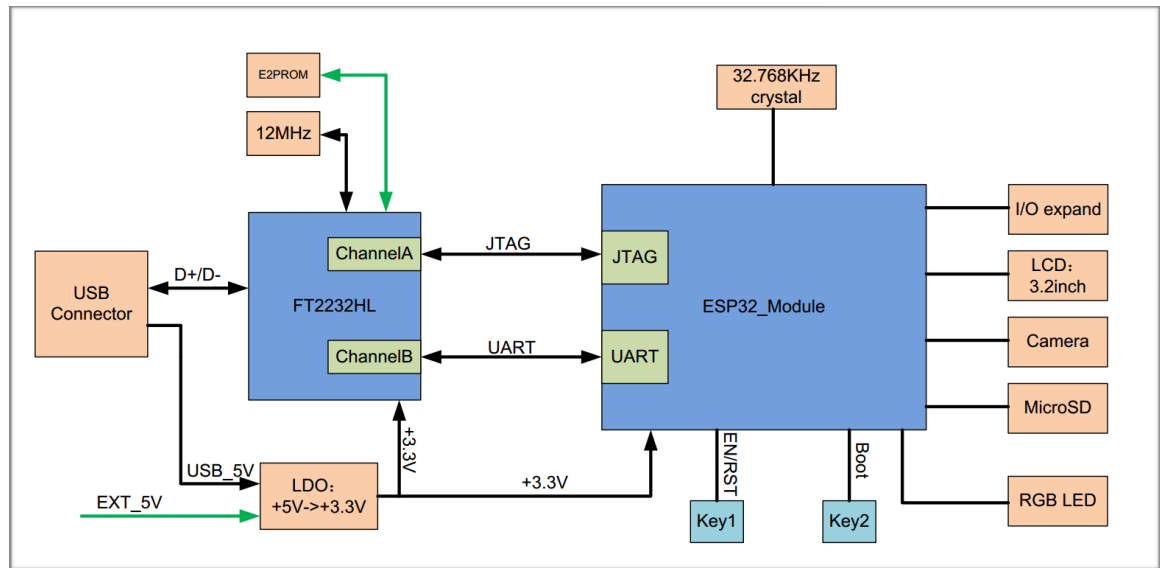 E2PROM
12MHz
32.768KHz
crystal
ChannelA
JTAG
JTAG
I/O expand
LCD：
3.2inch
USB
Connector
D+/D-
FT2232HL
ESP32_Module
Camera
ChannelB
UART
UART
MicroSD
+3.3V
EN/RST
Boot
USB_5V
LDO：
+5V->+3.3V
+3.3V
EXT_5V
Key1
Key2
RGB LED